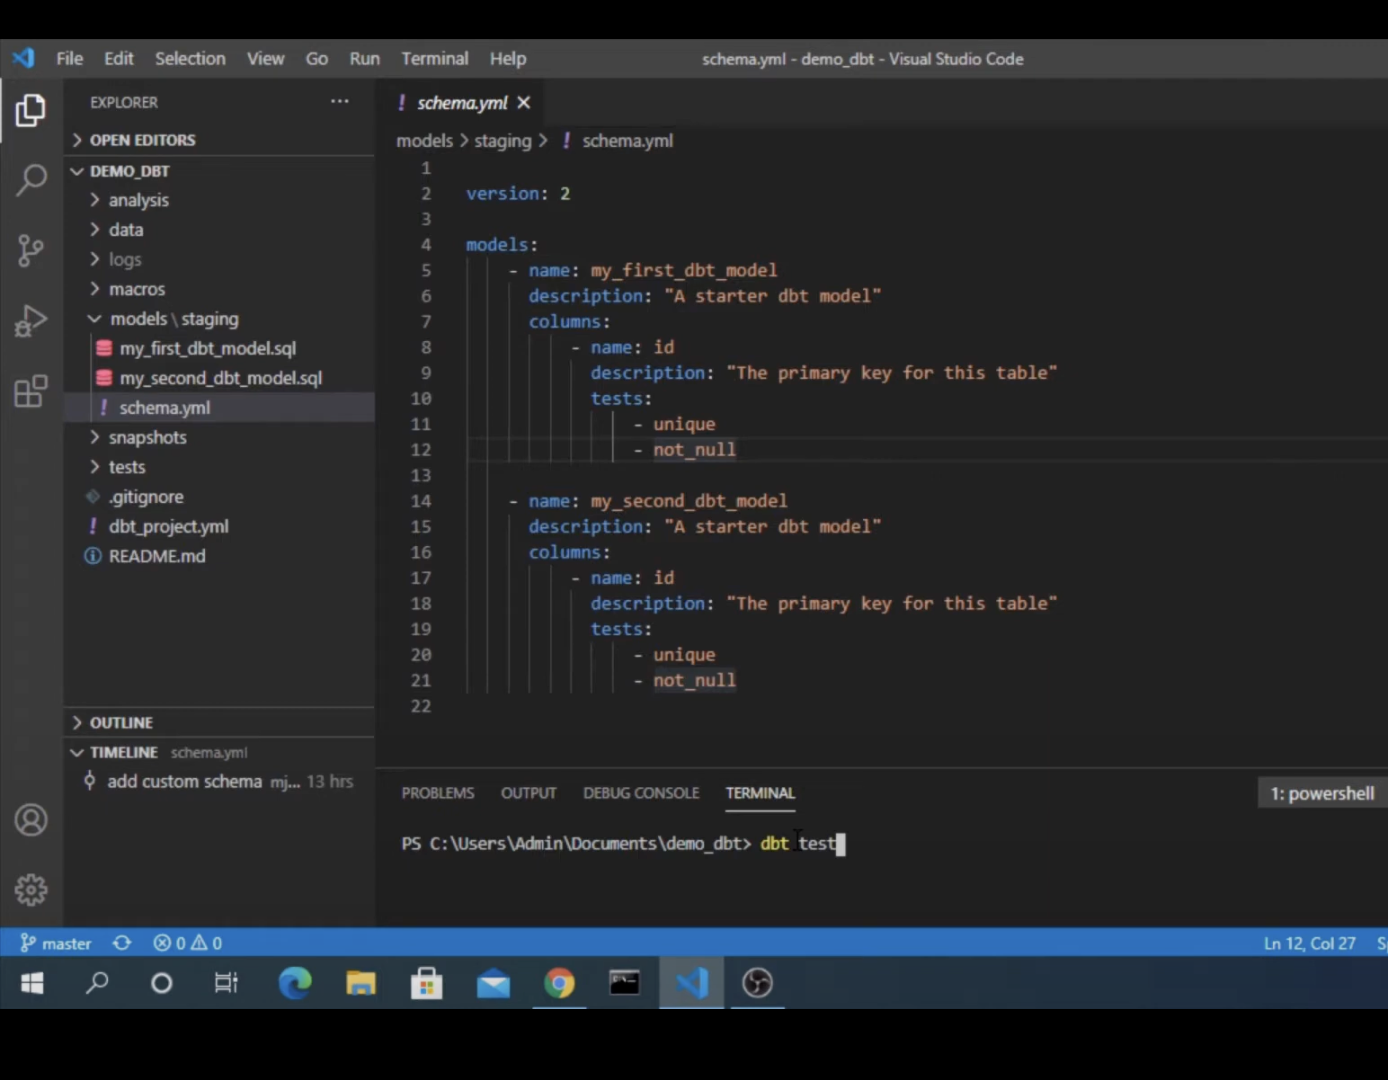 File Edit Selection View Go Run Terminal Help schema.yml - demo_dbt - Visual Studio Code
EXPLORER ···
OPEN EDITORS
DEMO_DBT
analysis
data
logs
macros
models \ staging
my_first_dbt_model.sql
my_second_dbt_model.sql
! schema.yml
snapshots
tests
.gitignore
! dbt_project.yml
README.md
OUTLINE
TIMELINE schema.yml
add custom schema mj... 13 hrs
! schema.yml
models > staging > ! schema.yml
1
2 version: 2
3
4 models:
5 - name: my_first_dbt_model
6 description: "A starter dbt model"
7 columns:
8 - name: id
9 description: "The primary key for this table"
10 tests:
11 - unique
12 - not_null
13
14 - name: my_second_dbt_model
15 description: "A starter dbt model"
16 columns:
17 - name: id
18 description: "The primary key for this table"
19 tests:
20 - unique
21 - not_null
22
PROBLEMS OUTPUT DEBUG CONSOLE TERMINAL 1: powershell
PS C:\Users\Admin\Documents\demo_dbt> dbt test
master 0 0 Ln 12, Col 27